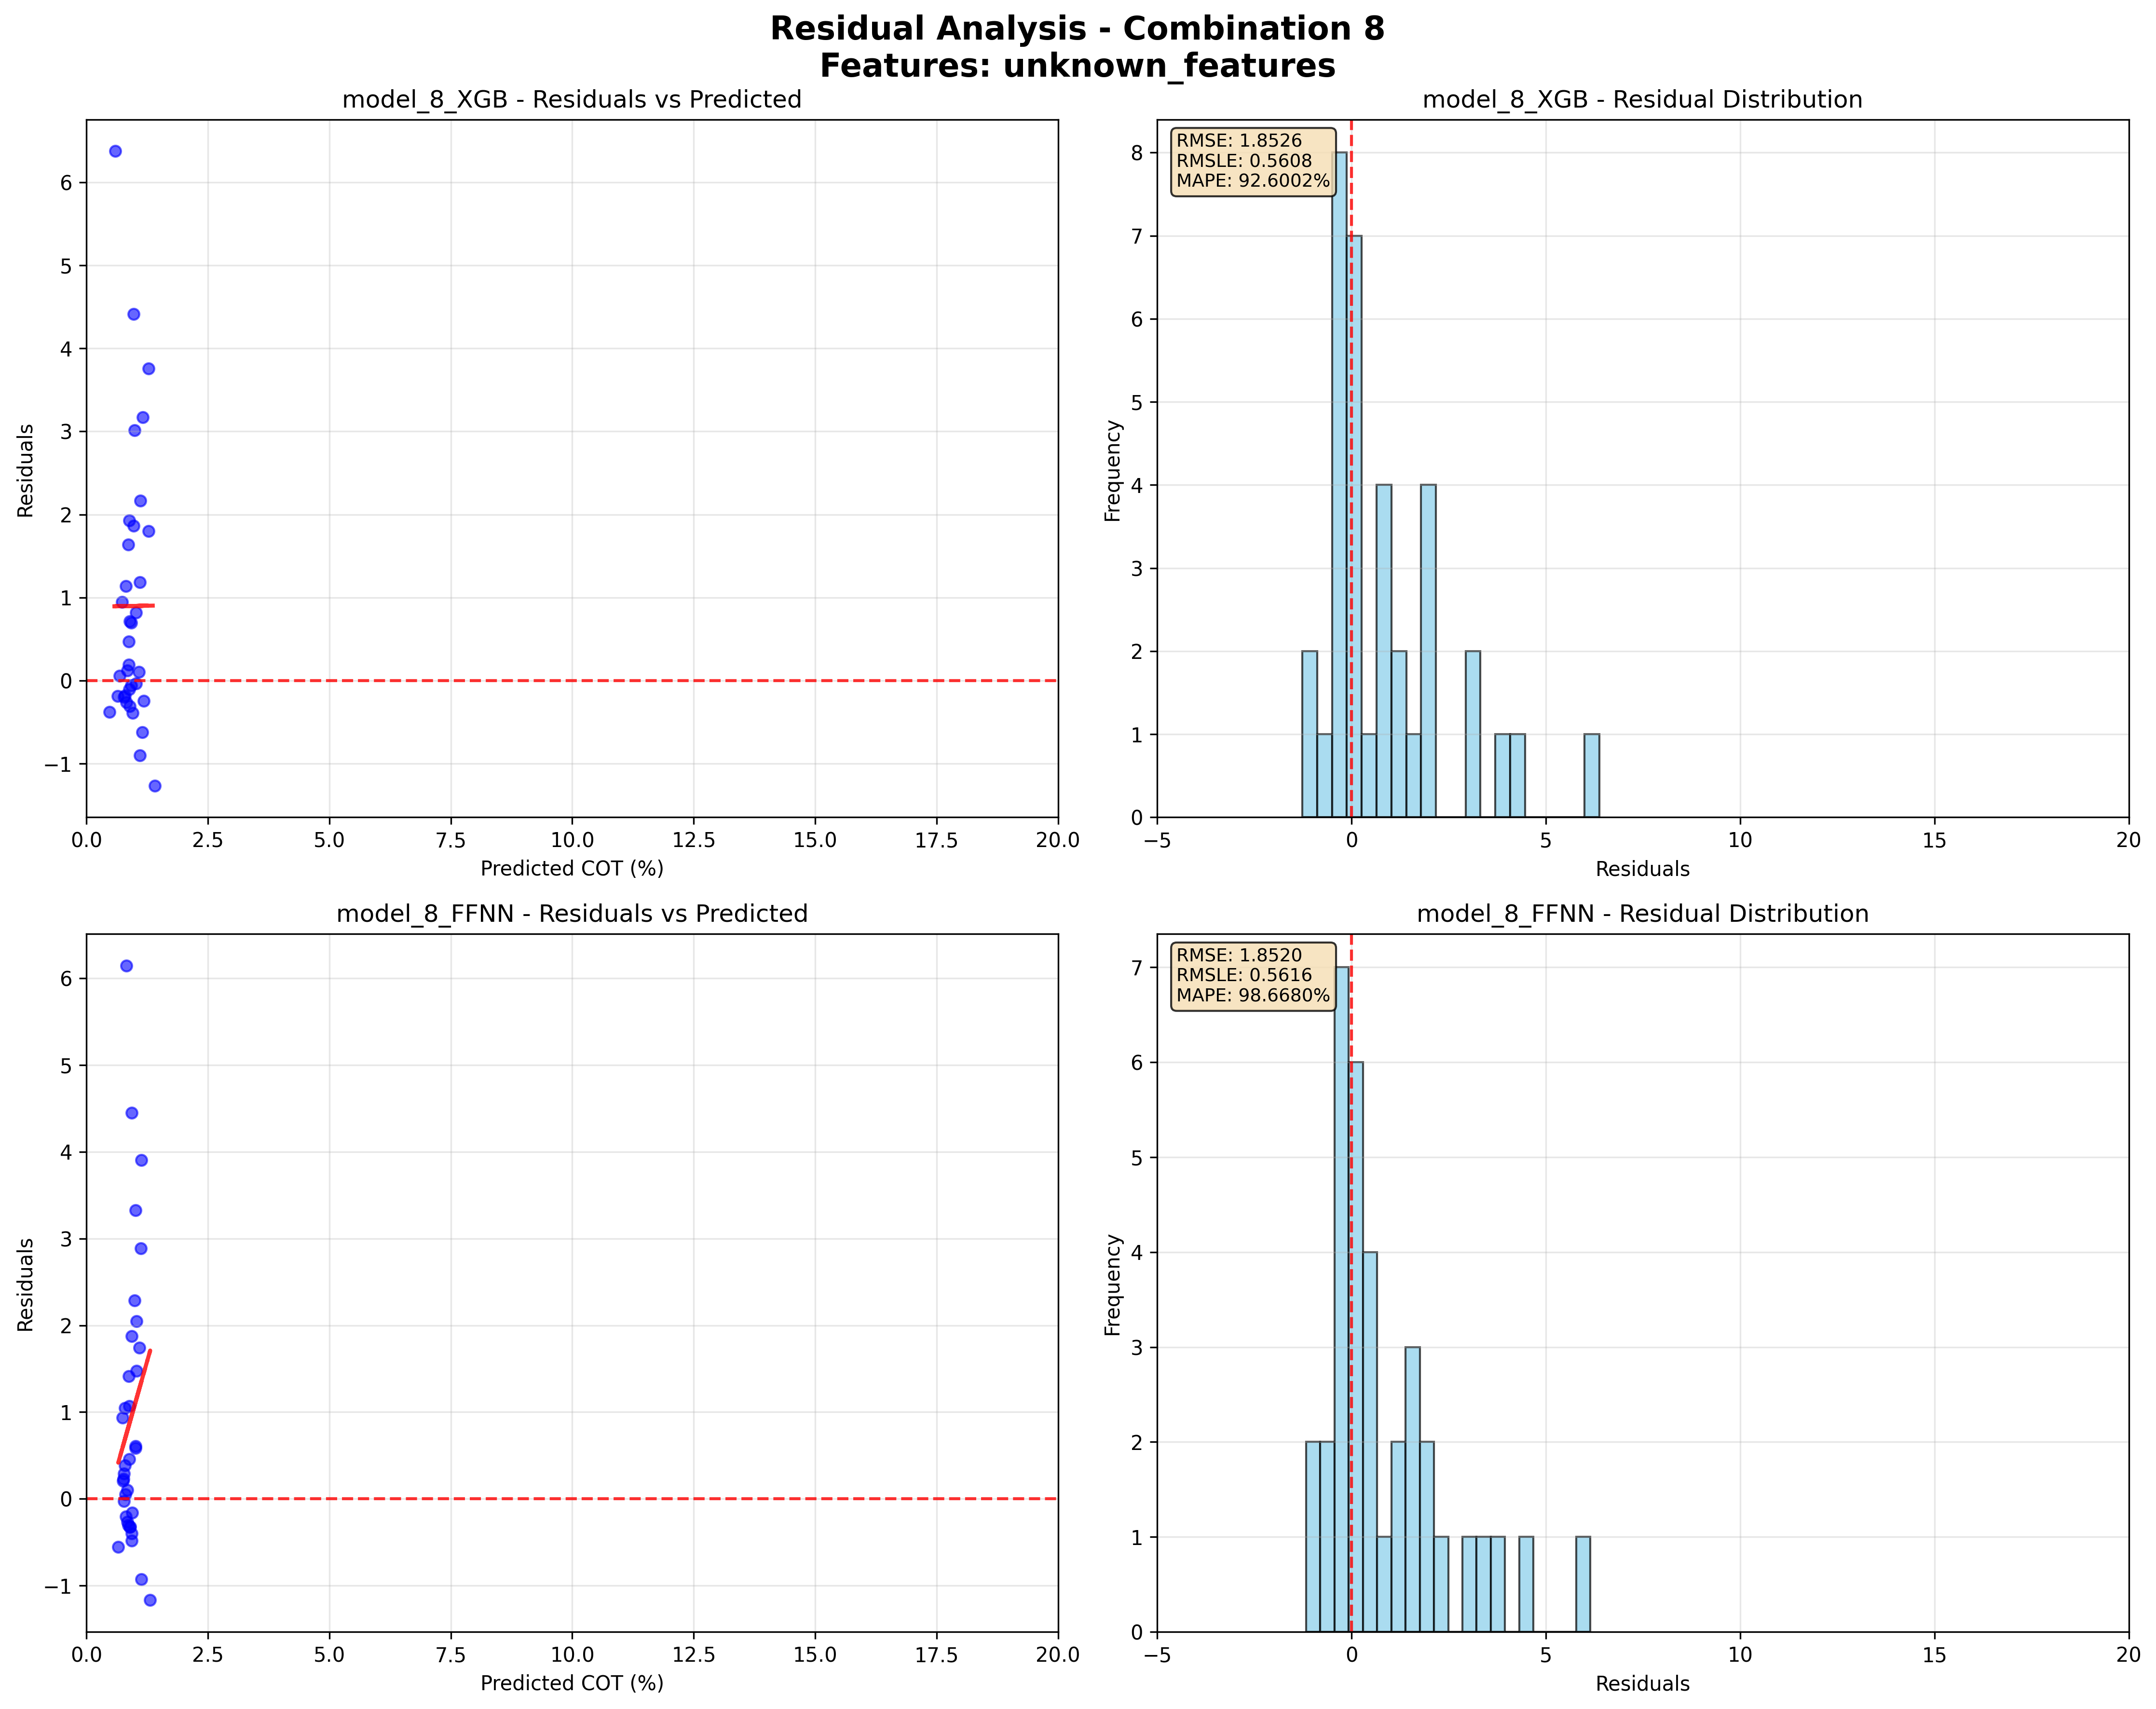 Residual Analysis - Combination 8
Features: unknown_features
model_8_XGB - Residuals vs Predicted
Residuals
6
5
4
3
2
1
0
−1
0.0 2.5 5.0 7.5 10.0 12.5 15.0 17.5 20.0
Predicted COT (%)
model_8_XGB - Residual Distribution
RMSE: 1.8526
RMSLE: 0.5608
MAPE: 92.6002%
Frequency
8
7
6
5
4
3
2
1
0
−5 0 5 10 15 20
Residuals
model_8_FFNN - Residuals vs Predicted
Residuals
6
5
4
3
2
1
0
−1
0.0 2.5 5.0 7.5 10.0 12.5 15.0 17.5 20.0
Predicted COT (%)
model_8_FFNN - Residual Distribution
RMSE: 1.8520
RMSLE: 0.5616
MAPE: 98.6680%
Frequency
7
6
5
4
3
2
1
0
−5 0 5 10 15 20
Residuals